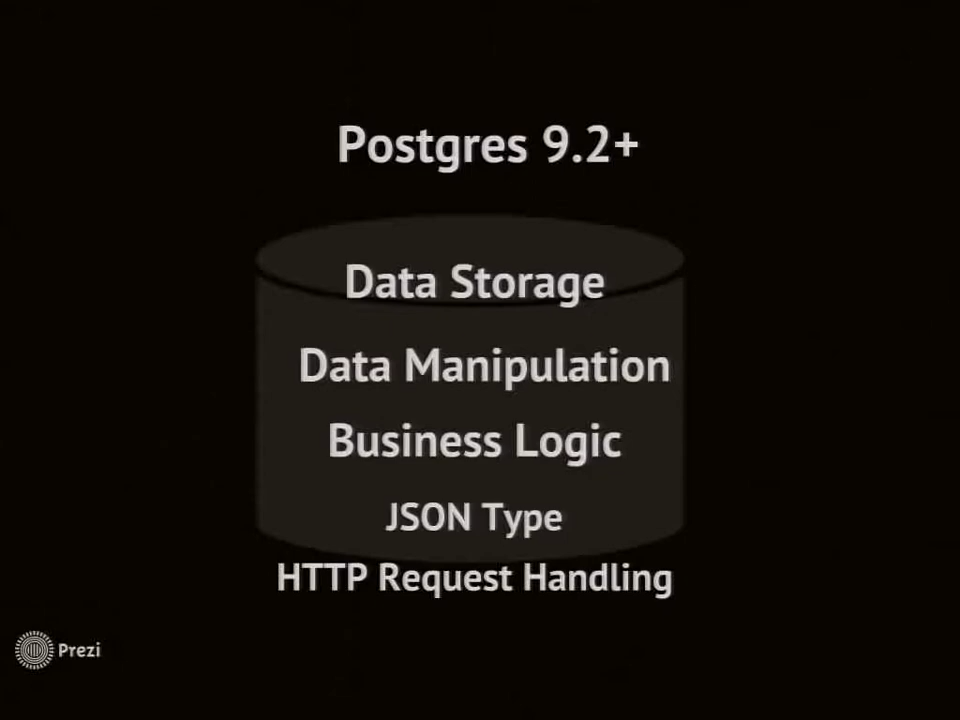 Postgres 9.2+
Data Storage
Data Manipulation
Business Logic
JSON Type
HTTP Request Handling
Prezi